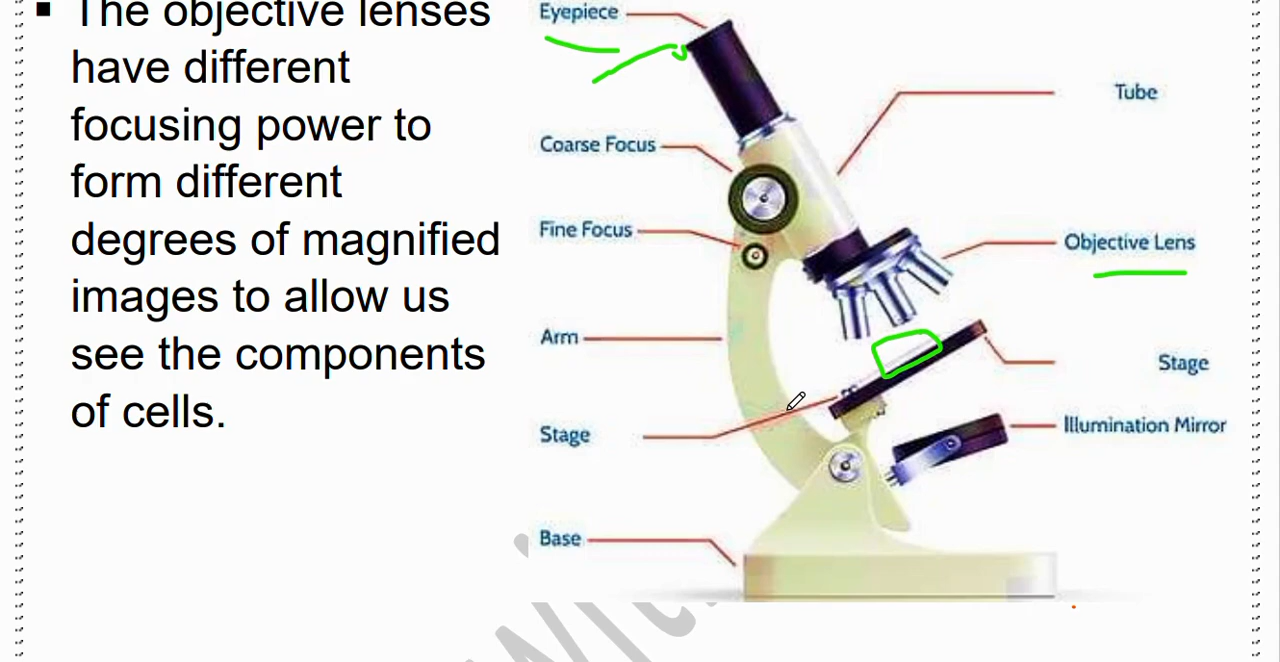 ▪ The objective lenses
have different
focusing power to
form different
degrees of magnified
images to allow us
see the components
of cells.
Eyepiece
Tube
Coarse Focus
Fine Focus
Objective Lens
Arm
Stage
Stage
Illumination Mirror
Base